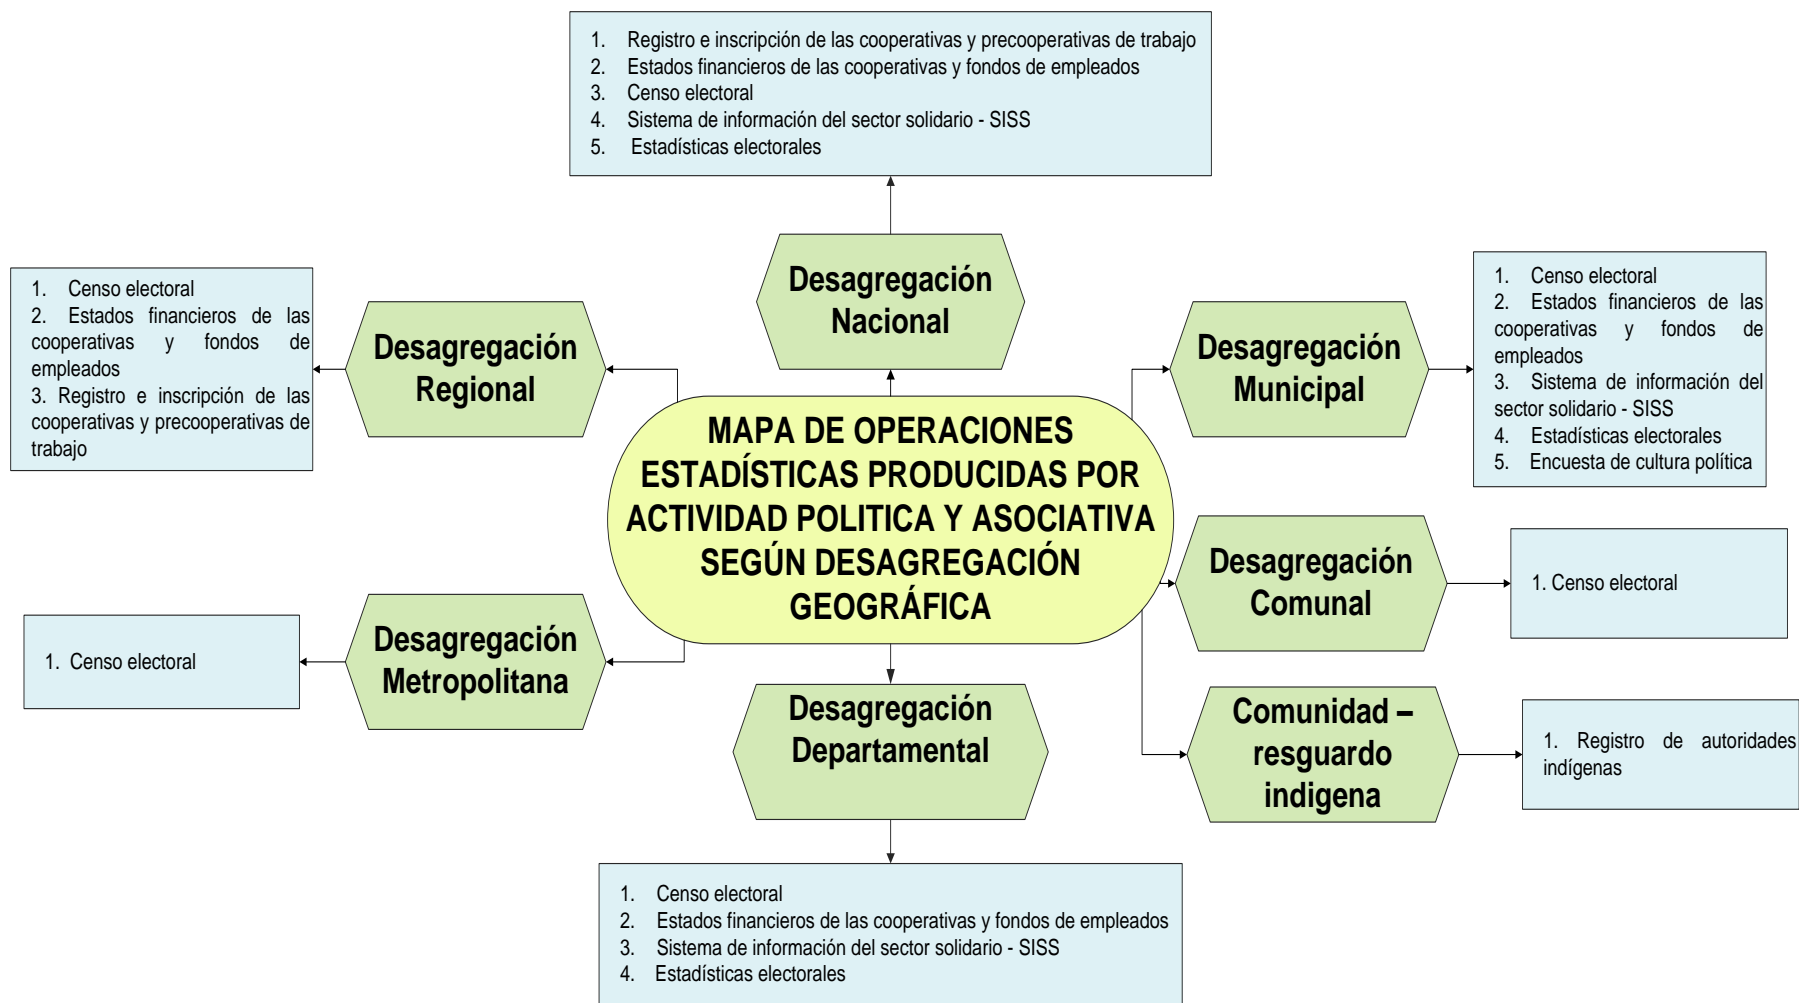 1. Registro e inscripción de las cooperativas y precooperativas de trabajo
2. Estados financieros de las cooperativas y fondos de empleados
3. Censo electoral
4. Sistema de información del sector solidario - SISS
5. Estadísticas electorales
Desagregación
Nacional
1. Censo electoral
2. Estados financieros de las
cooperativas y fondos de
empleados
3. Registro e inscripción de las
cooperativas y precooperativas de
trabajo
Desagregación
Regional
Desagregación
Municipal
1. Censo electoral
2. Estados financieros de las
cooperativas y fondos de
empleados
3. Sistema de información del
sector solidario - SISS
4. Estadísticas electorales
5. Encuesta de cultura política
MAPA DE OPERACIONES
ESTADÍSTICAS PRODUCIDAS POR
ACTIVIDAD POLITICA Y ASOCIATIVA
SEGÚN DESAGREGACIÓN
GEOGRÁFICA
Desagregación
Comunal
1. Censo electoral
1. Censo electoral
Desagregación
Metropolitana
Desagregación
Departamental
Comunidad –
resguardo
indigena
1. Registro de autoridades
indígenas
1. Censo electoral
2. Estados financieros de las cooperativas y fondos de empleados
3. Sistema de información del sector solidario - SISS
4. Estadísticas electorales